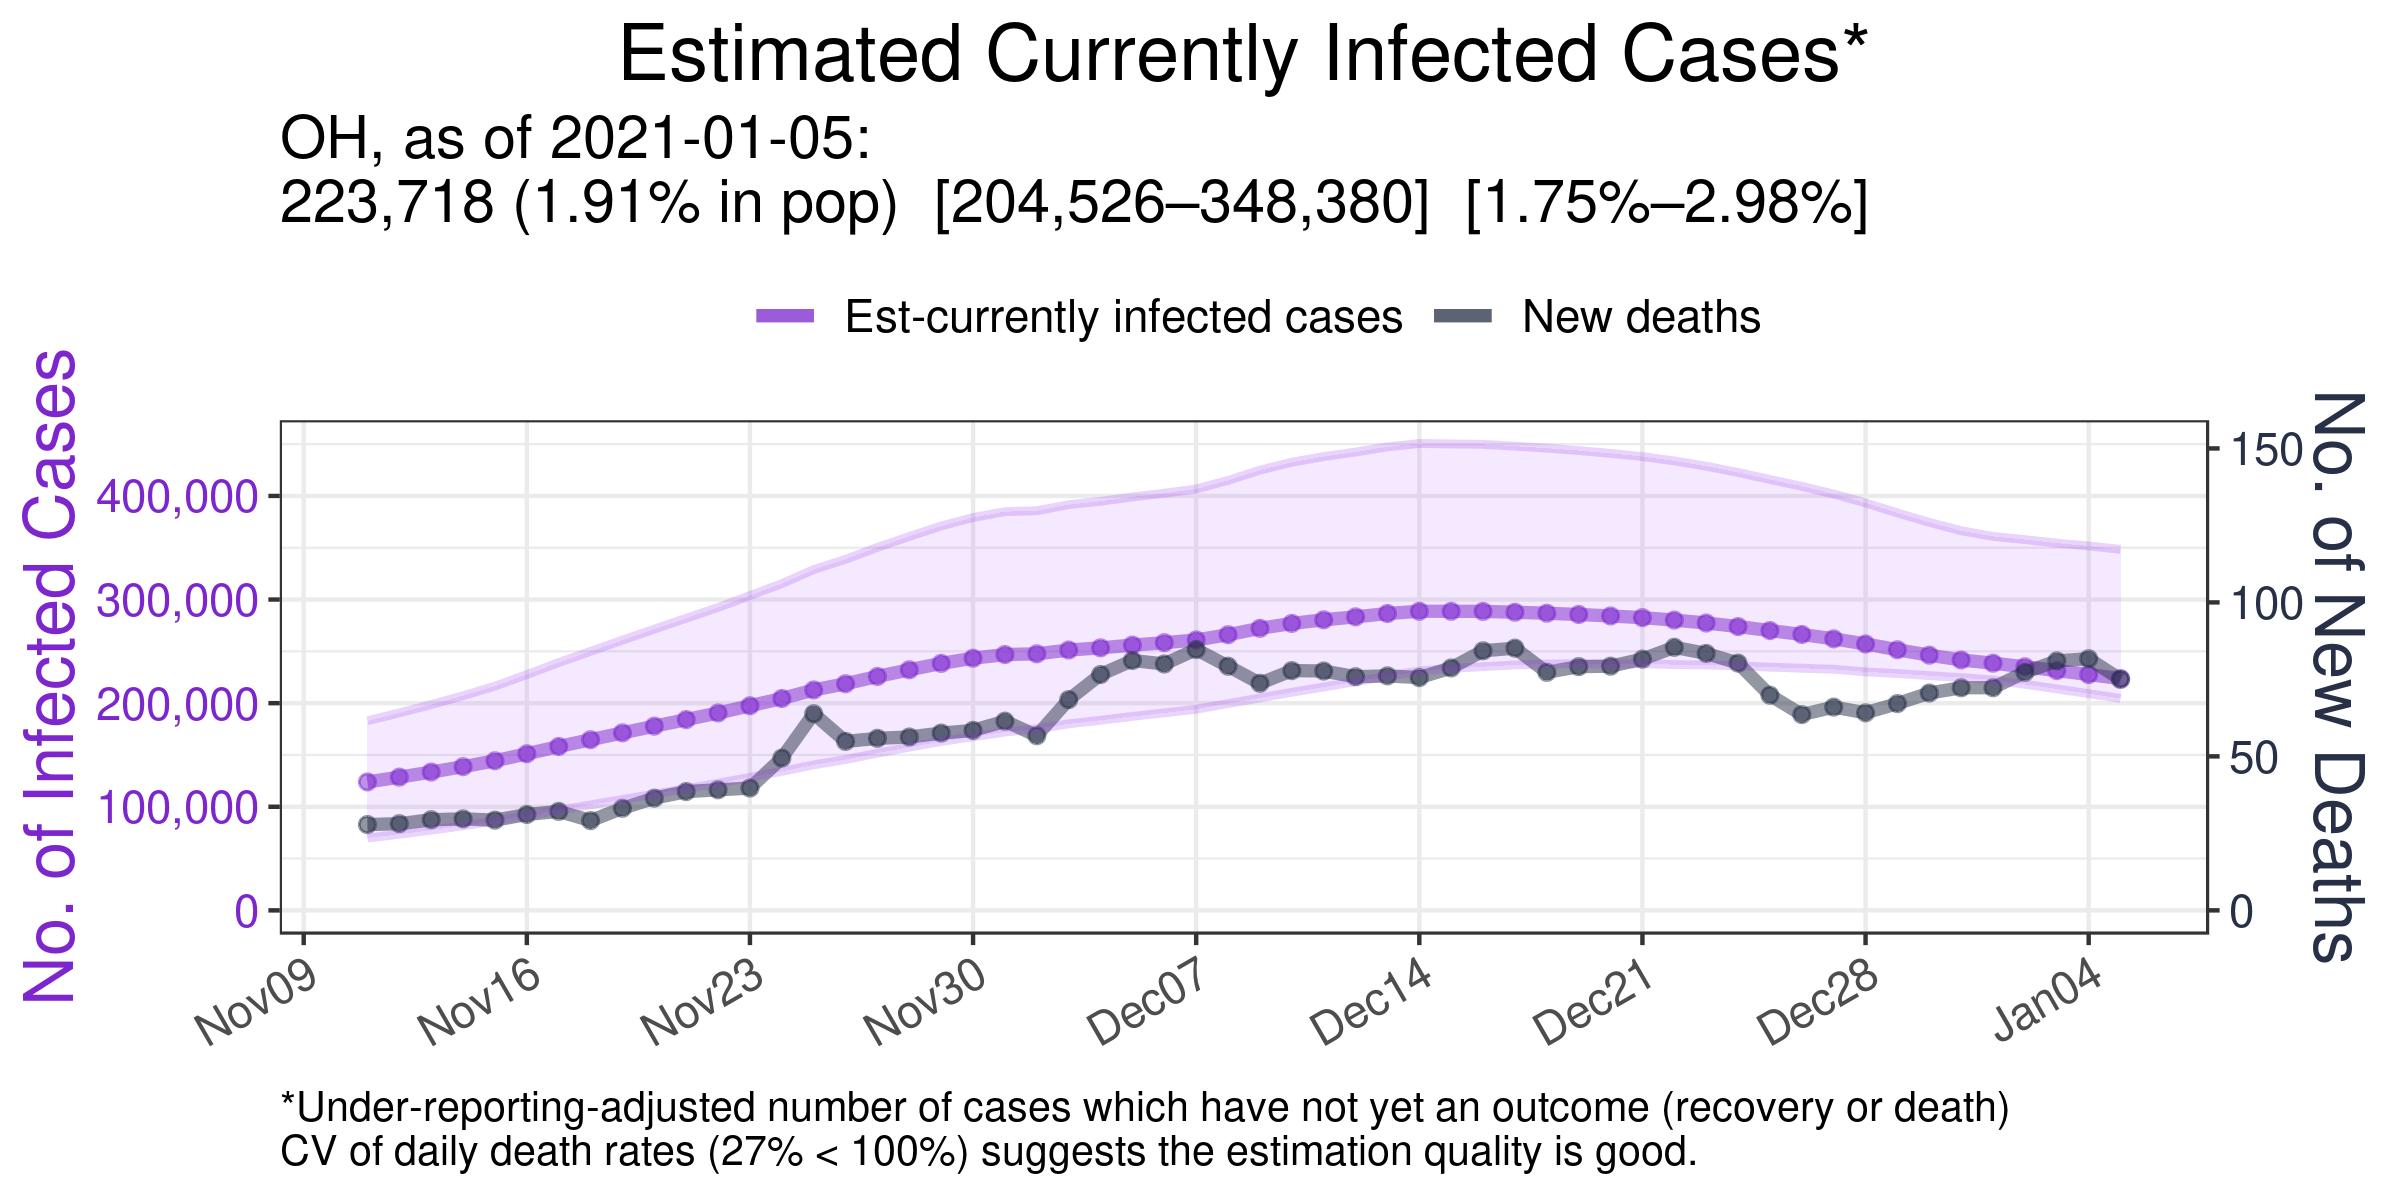 Estimated Currently Infected Cases*
OH, as of 2021-01-05:
223,718 (1.91% in pop)  [204,526–348,380]  [1.75%–2.98%]
Est-currently infected cases
New deaths
No. of Infected Cases
400,000
300,000
200,000
100,000
0
150
100
50
0
No. of New Deaths
Nov09
Nov16
Nov23
Nov30
Dec07
Dec14
Dec21
Dec28
Jan04
*Under-reporting-adjusted number of cases which have not yet an outcome (recovery or death)
CV of daily death rates (27% < 100%) suggests the estimation quality is good.